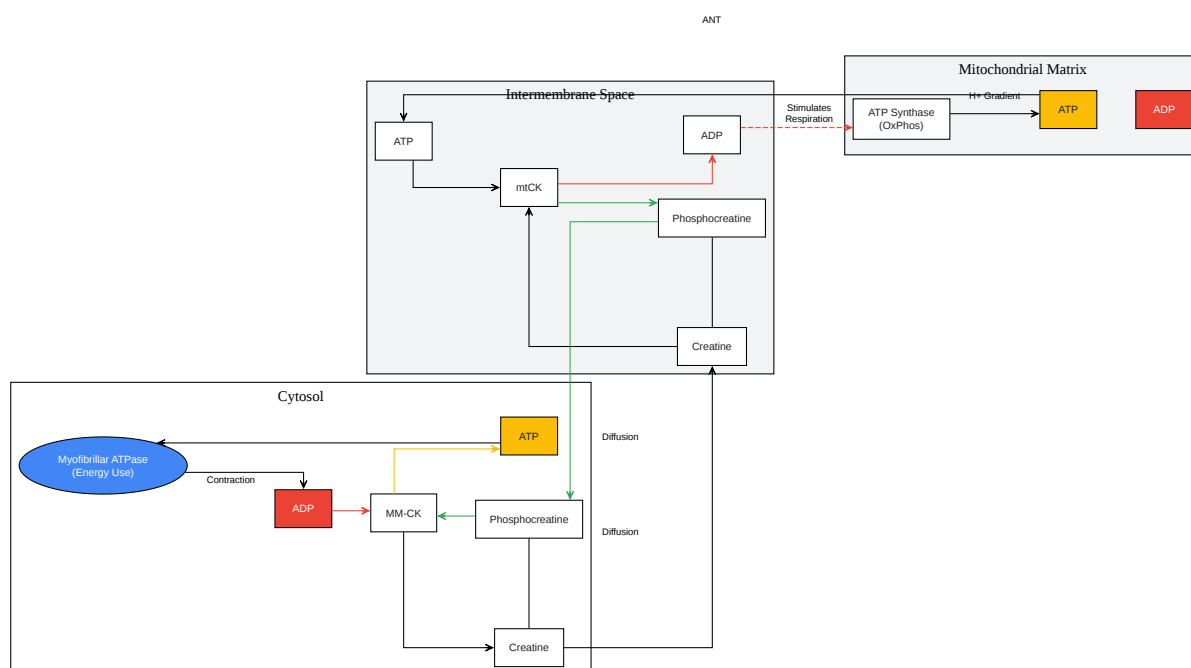 ANT
Mitochondrial Matrix
Intermembrane Space
H+ Gradient
Stimulates
Respiration
ATP Synthase
(OxPhos)
ATP
ADP
ATP
ADP
mtCK
Phosphocreatine
Creatine
Cytosol
ATP
Diffusion
Myofibrillar ATPase
(Energy Use)
Contraction
ADP
MM-CK
Phosphocreatine
Diffusion
Creatine